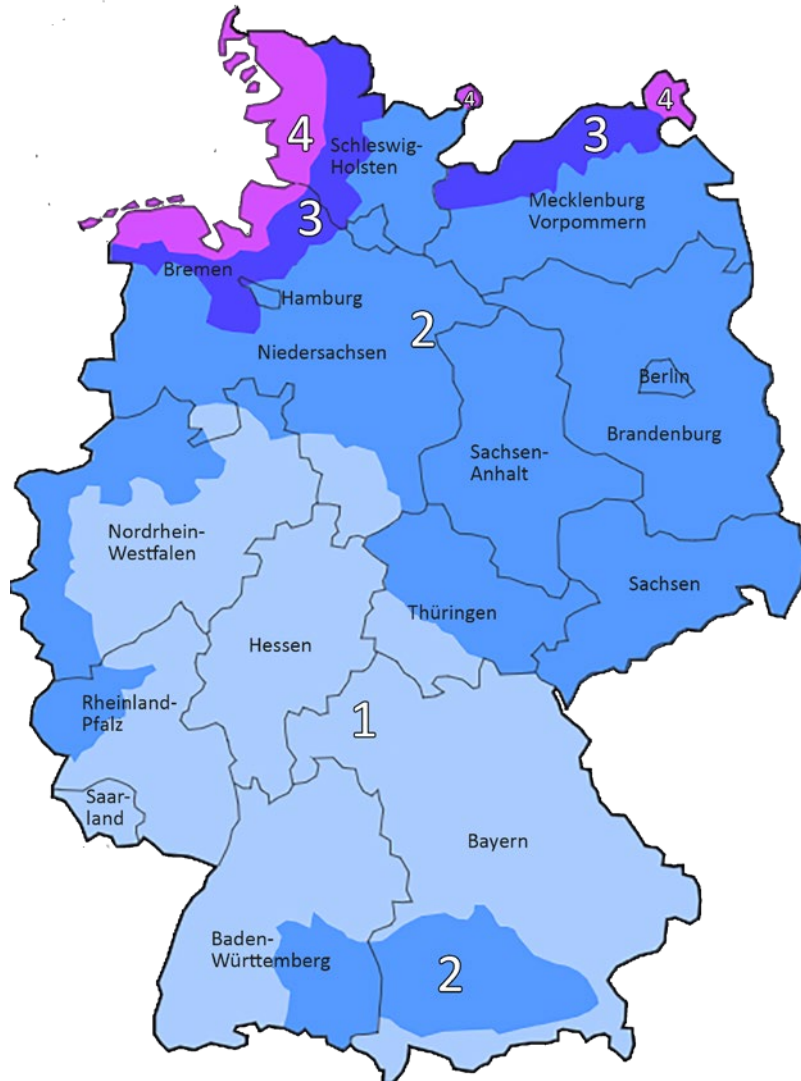 4
4
4
3
Schleswig-
Holsten
3
Mecklenburg
Vorpommern
Bremen
Hamburg
2
Niedersachsen
Berlin
Brandenburg
Sachsen-
Anhalt
Nordrhein-
Westfalen
Sachsen
Thüringen
Hessen
Rheinland-
Pfalz
1
Saar-
land
Bayern
Baden-
Württemberg
2